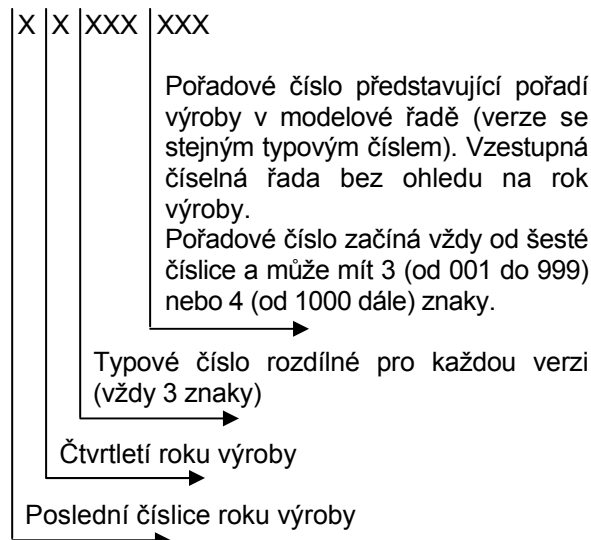 X X XXX XXX
Pořadové číslo představující pořadí
výroby v modelové řadě (verze se
stejným typovým číslem). Vzestupná
číselná řada bez ohledu na rok
výroby.
Pořadové číslo začíná vždy od šesté
číslice a může mít 3 (od 001 do 999)
nebo 4 (od 1000 dále) znaky.
Typové číslo rozdílné pro každou verzi
(vždy 3 znaky)
Čtvrtletí roku výroby
Poslední číslice roku výroby